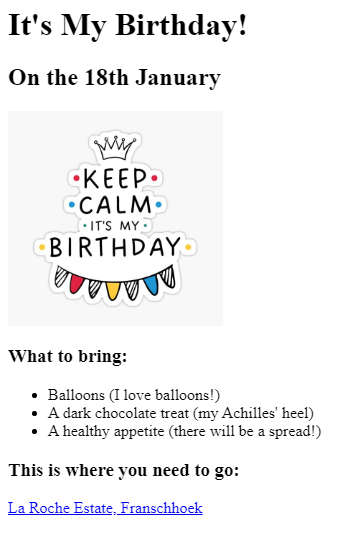 It's My Birthday!
On the 18th January
KEEP
CALM
IT'S MY
BIRTHDAY
What to bring:
Balloons (I love balloons!)
A dark chocolate treat (my Achilles' heel)
A healthy appetite (there will be a spread!)
This is where you need to go:
La Roche Estate, Franschhoek